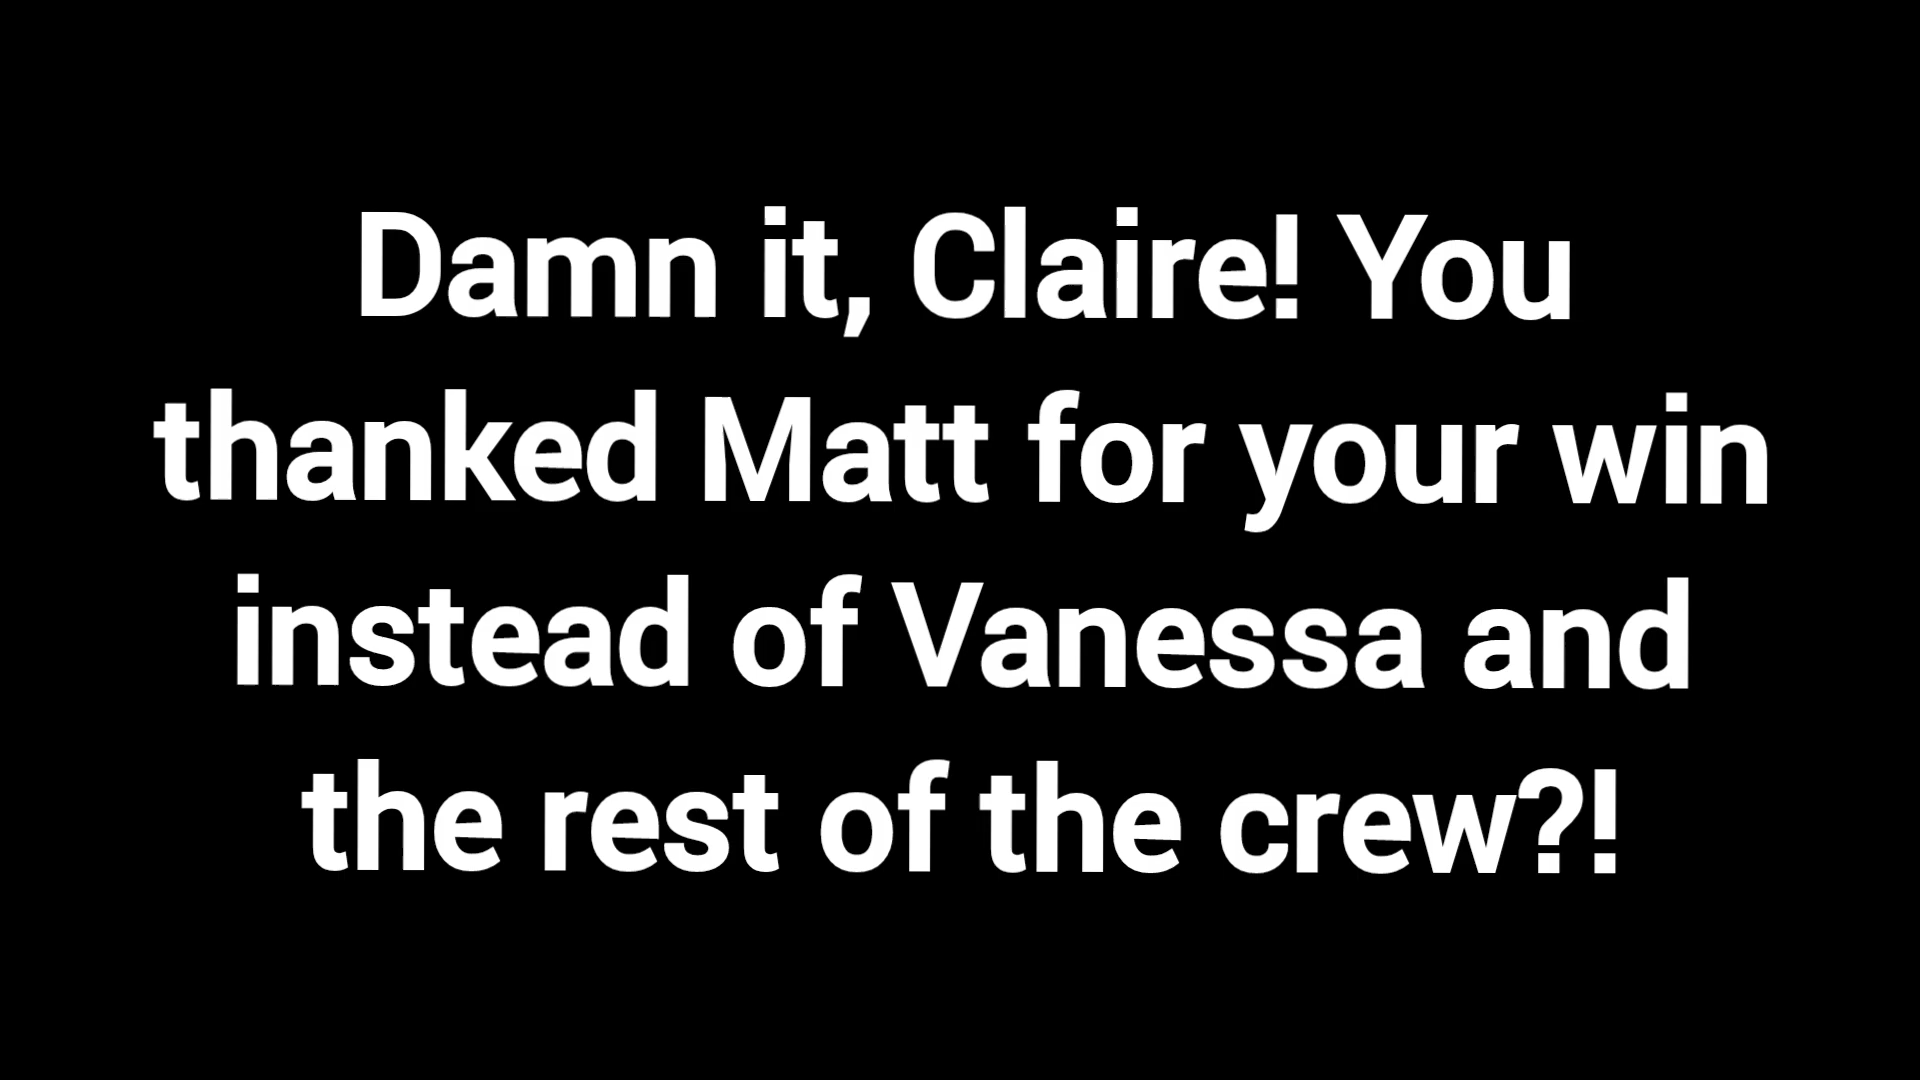 Damn it, Claire! You
thanked Matt for your win
instead of Vanessa and
the rest of the crew?!